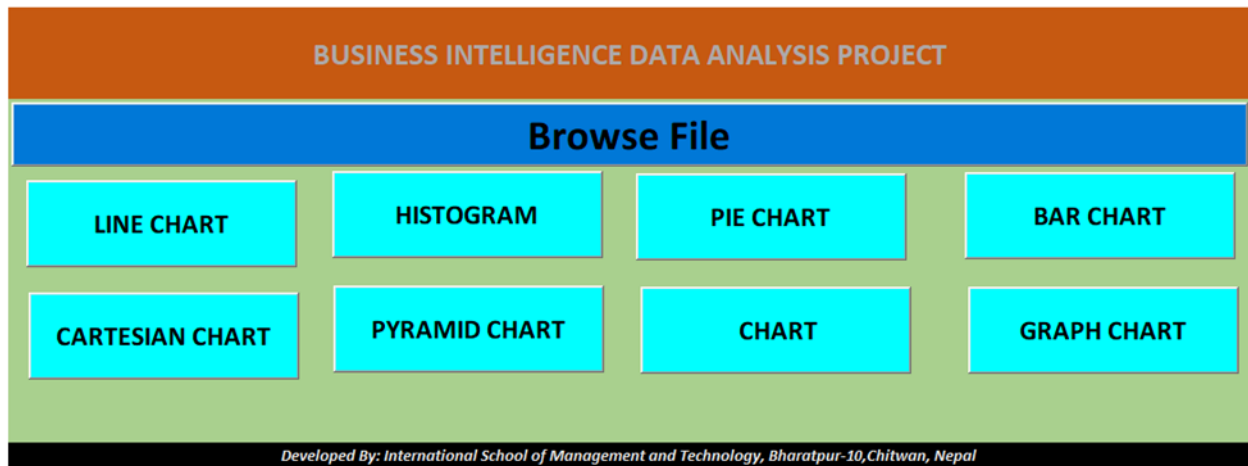 BUSINESS INTELLIGENCE DATA ANALYSIS PROJECT
Browse File
LINE CHART
HISTOGRAM
PIE CHART
BAR CHART
CARTESIAN CHART
PYRAMID CHART
CHART
GRAPH CHART
Developed By: International School of Management and Technology, Bharatpur-10,Chitwan, Nepal